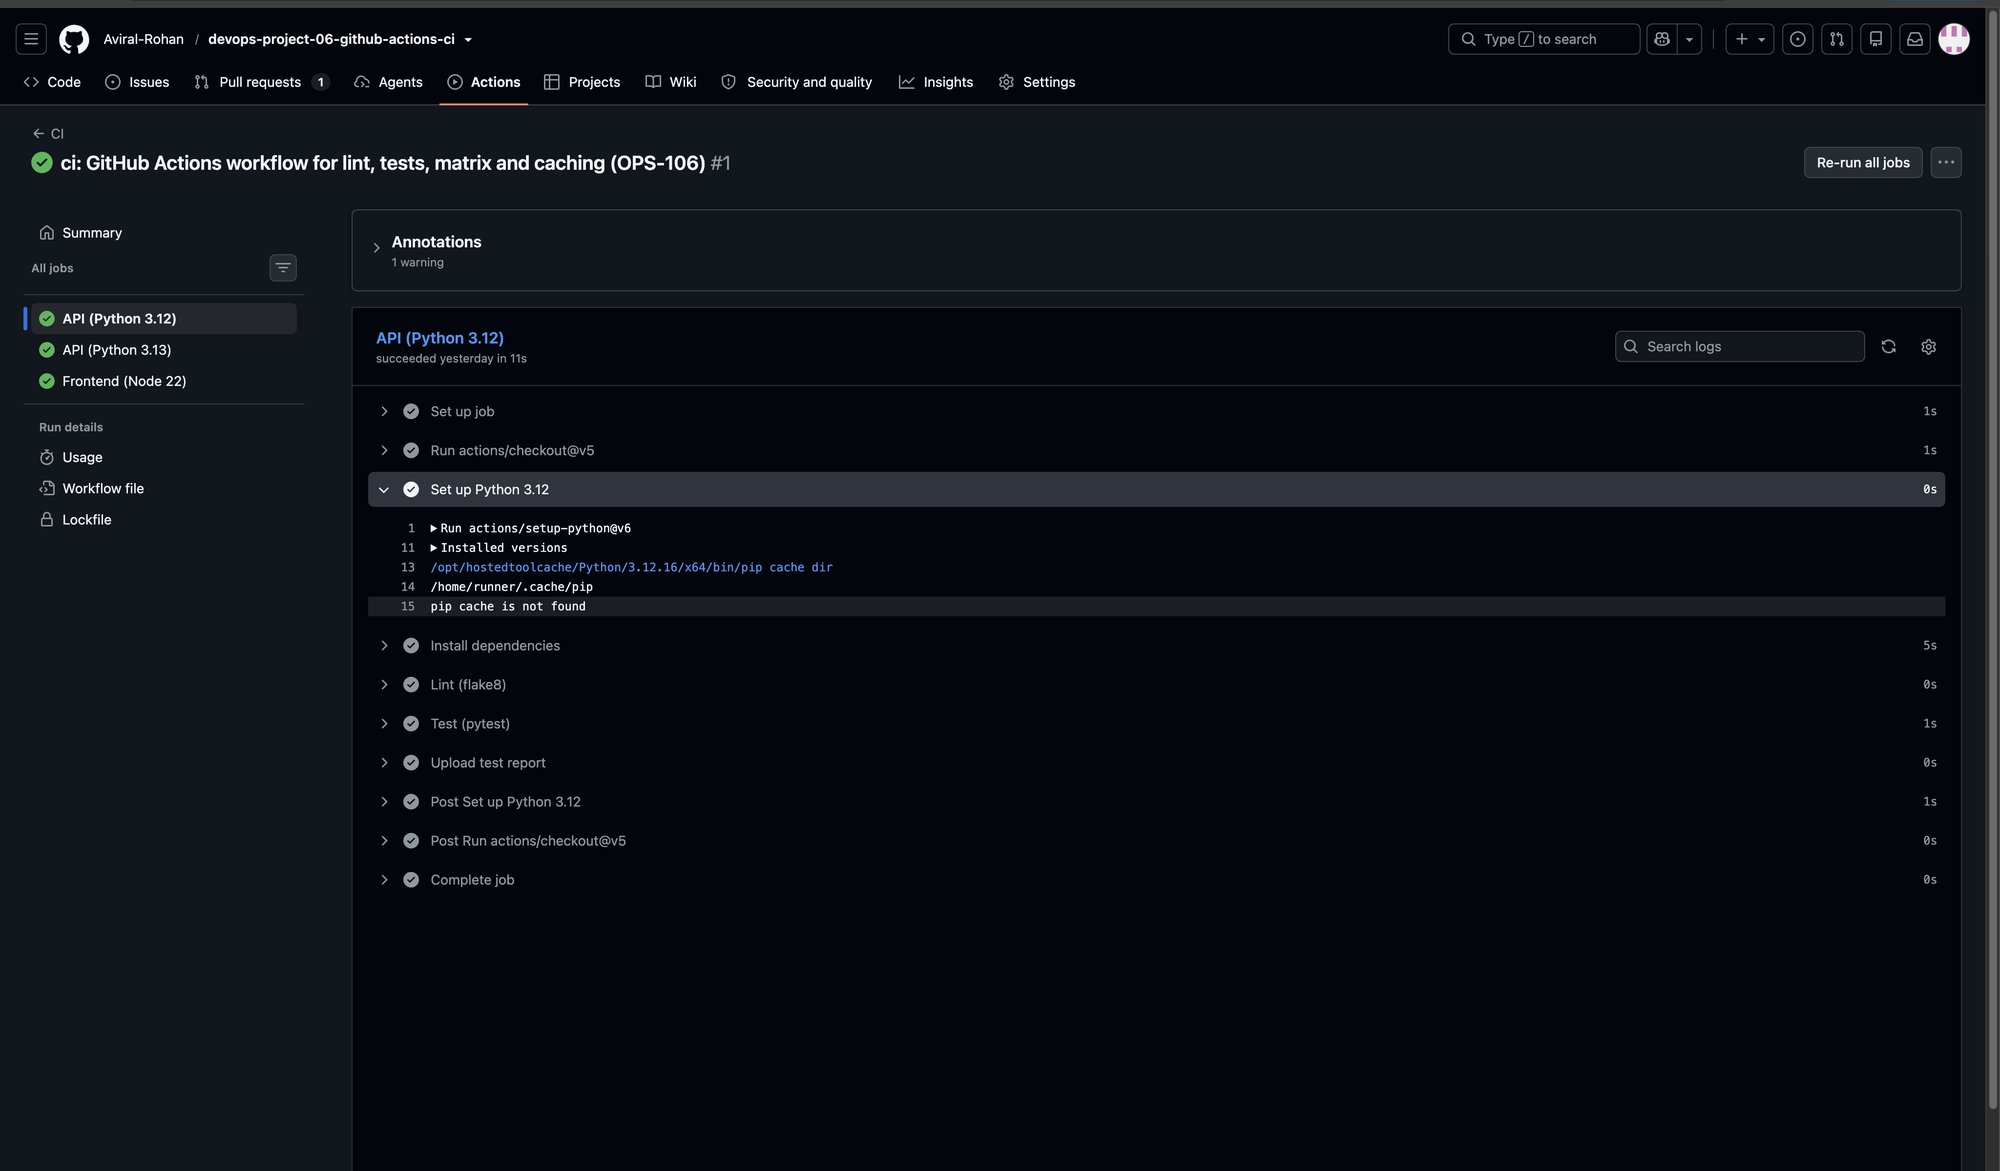 Aviral-Rohan / devops-project-06-github-actions-ci
Type / to search
Code Issues Pull requests 1 Agents Actions Projects Wiki Security and quality Insights Settings
CI
ci: GitHub Actions workflow for lint, tests, matrix and caching (OPS-106) #1
Re-run all jobs
Summary
All jobs
API (Python 3.12)
API (Python 3.13)
Frontend (Node 22)
Run details
Usage
Workflow file
Lockfile
Annotations
1 warning
API (Python 3.12)
succeeded yesterday in 11s
Search logs
Set up job 1s
Run actions/checkout@v5 1s
Set up Python 3.12 0s
1 Run actions/setup-python@v6
11 Installed versions
13 /opt/hostedtoolcache/Python/3.12.16/x64/bin/pip cache dir
14 /home/runner/.cache/pip
15 pip cache is not found
Install dependencies 5s
Lint (flake8) 0s
Test (pytest) 1s
Upload test report 0s
Post Set up Python 3.12 1s
Post Run actions/checkout@v5 0s
Complete job 0s